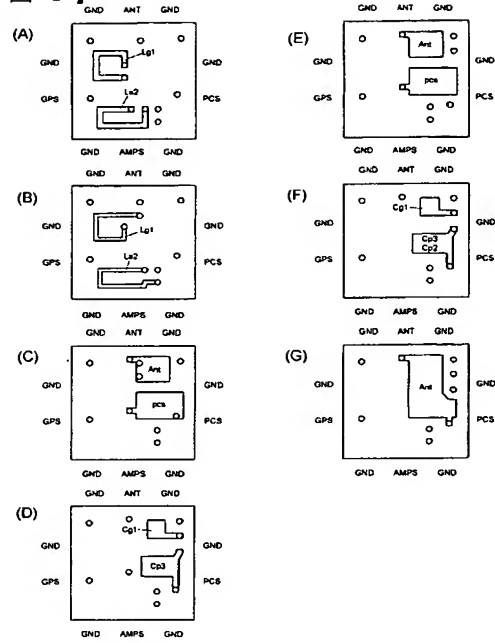 GND ANT GND
(A)
Lg1
GND GND
La2
GPS PCS
GND AMPS GND
GND ANT GND
(B)
Lg1
GND GND
La2
GPS PCS
GND AMPS GND
GND ANT GND
(C)
Ant
GND GND
pcs
GPS PCS
GND AMPS GND
GND ANT GND
(D)
Cg1
GND GND
Cp3
GPS PCS
GND AMPS GND
GND ANT GND
(E)
Ant
GND GND
pcs
GPS PCS
GND AMPS GND
GND ANT GND
(F)
Cg1
GND GND
Cp3
Cp2
GPS PCS
GND AMPS GND
GND ANT GND
(G)
Ant
GND GND
GPS PCS
GND AMPS GND